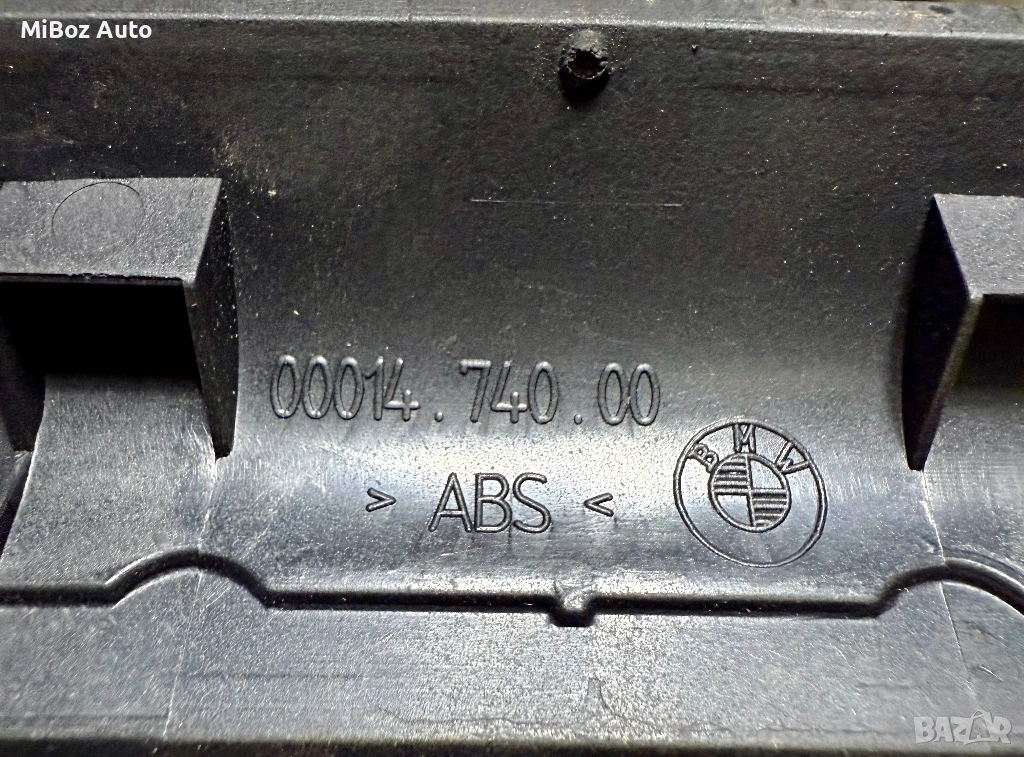 MiBoz Auto
00014.740.00
> ABS <
BMW
BAZAR